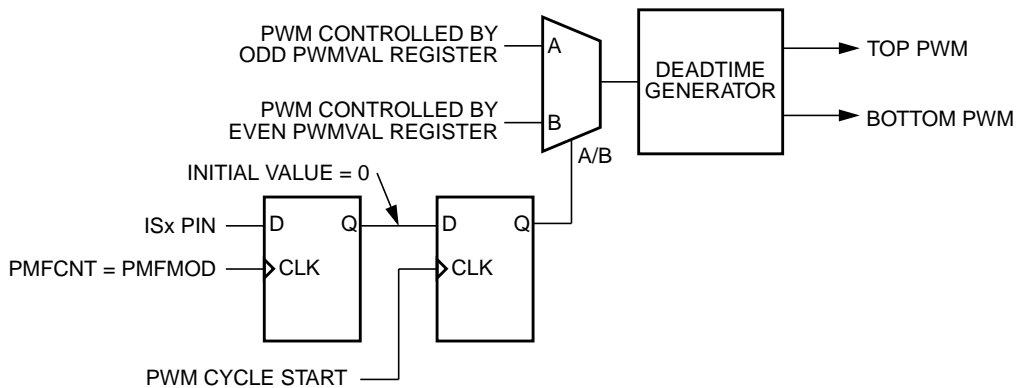 PWM CONTROLLED BY
ODD PWMVAL REGISTER
A
DEADTIME
GENERATOR
TOP PWM
PWM CONTROLLED BY
EVEN PWMVAL REGISTER
B
BOTTOM PWM
A/B
INITIAL VALUE = 0
ISx PIN
D
Q
D
Q
PMFCNT = PMFMOD
CLK
CLK
PWM CYCLE START